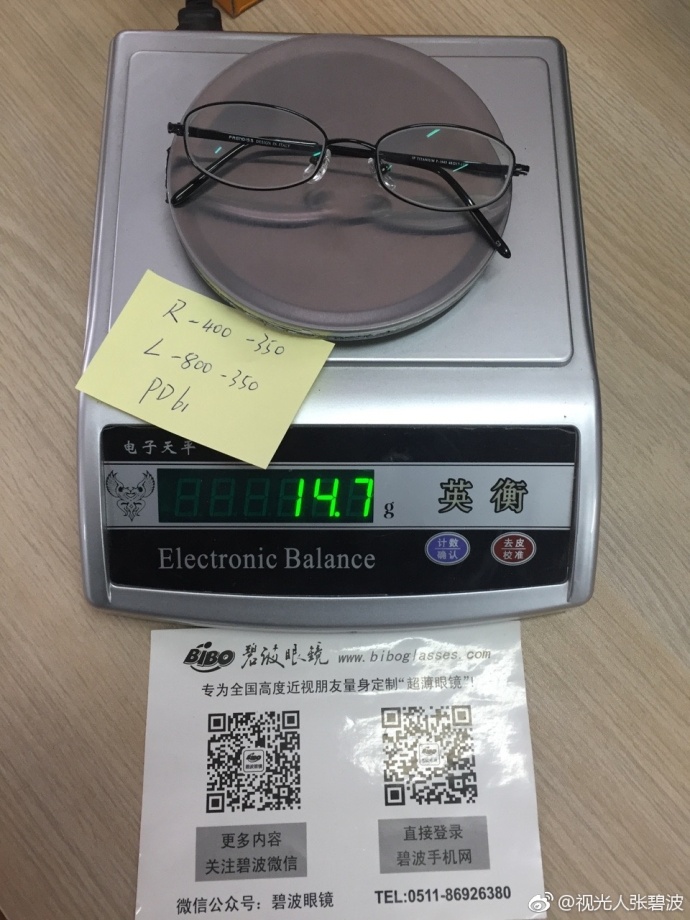 PRODIGIES DESIGN IN ITALY
R -400 -350
L -800 -350
PD61
电子天平
14.7 g
英衡
计数
确认
去皮
校准
Electronic Balance
BIBO 碧波眼镜 www.biboglasses.com
专为全国高度近视朋友量身定制“超薄眼镜”!
更多内容
关注碧波微信
直接登录
碧波手机网
微信公众号：碧波眼镜
TEL:0511-86926380
@视光人张碧波